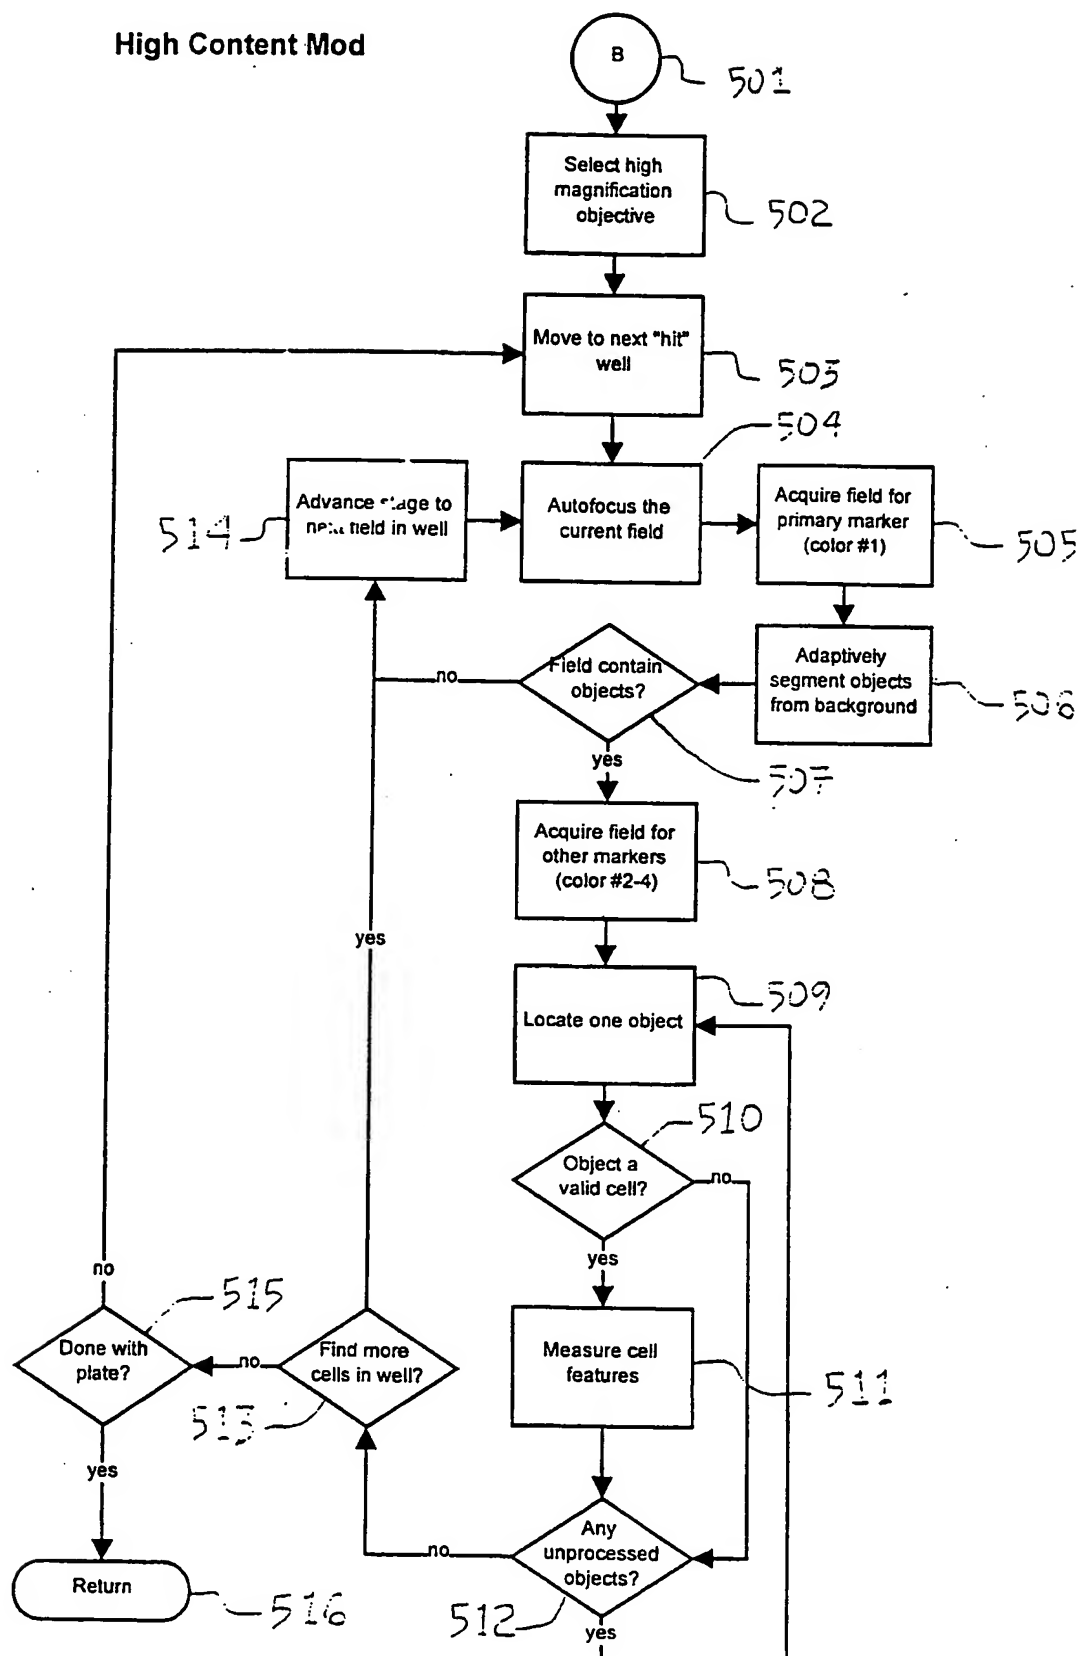 High Content Mod
B
501
Select high
magnification
objective
502
Move to next "hit"
well
503
504
Advance stage to
next field in well
514
Autofocus the
current field
Acquire field for
primary marker
(color #1)
505
Field contain
objects?
no
Adaptively
segment objects
from background
506
yes
507
Acquire field for
other markers
(color #2-4)
508
yes
Locate one object
509
510
Object a
valid cell?
no
yes
no
515
Done with
plate?
no
Find more
cells in well?
513
Measure cell
features
511
yes
Any
unprocessed
objects?
no
512
Return
516
yes